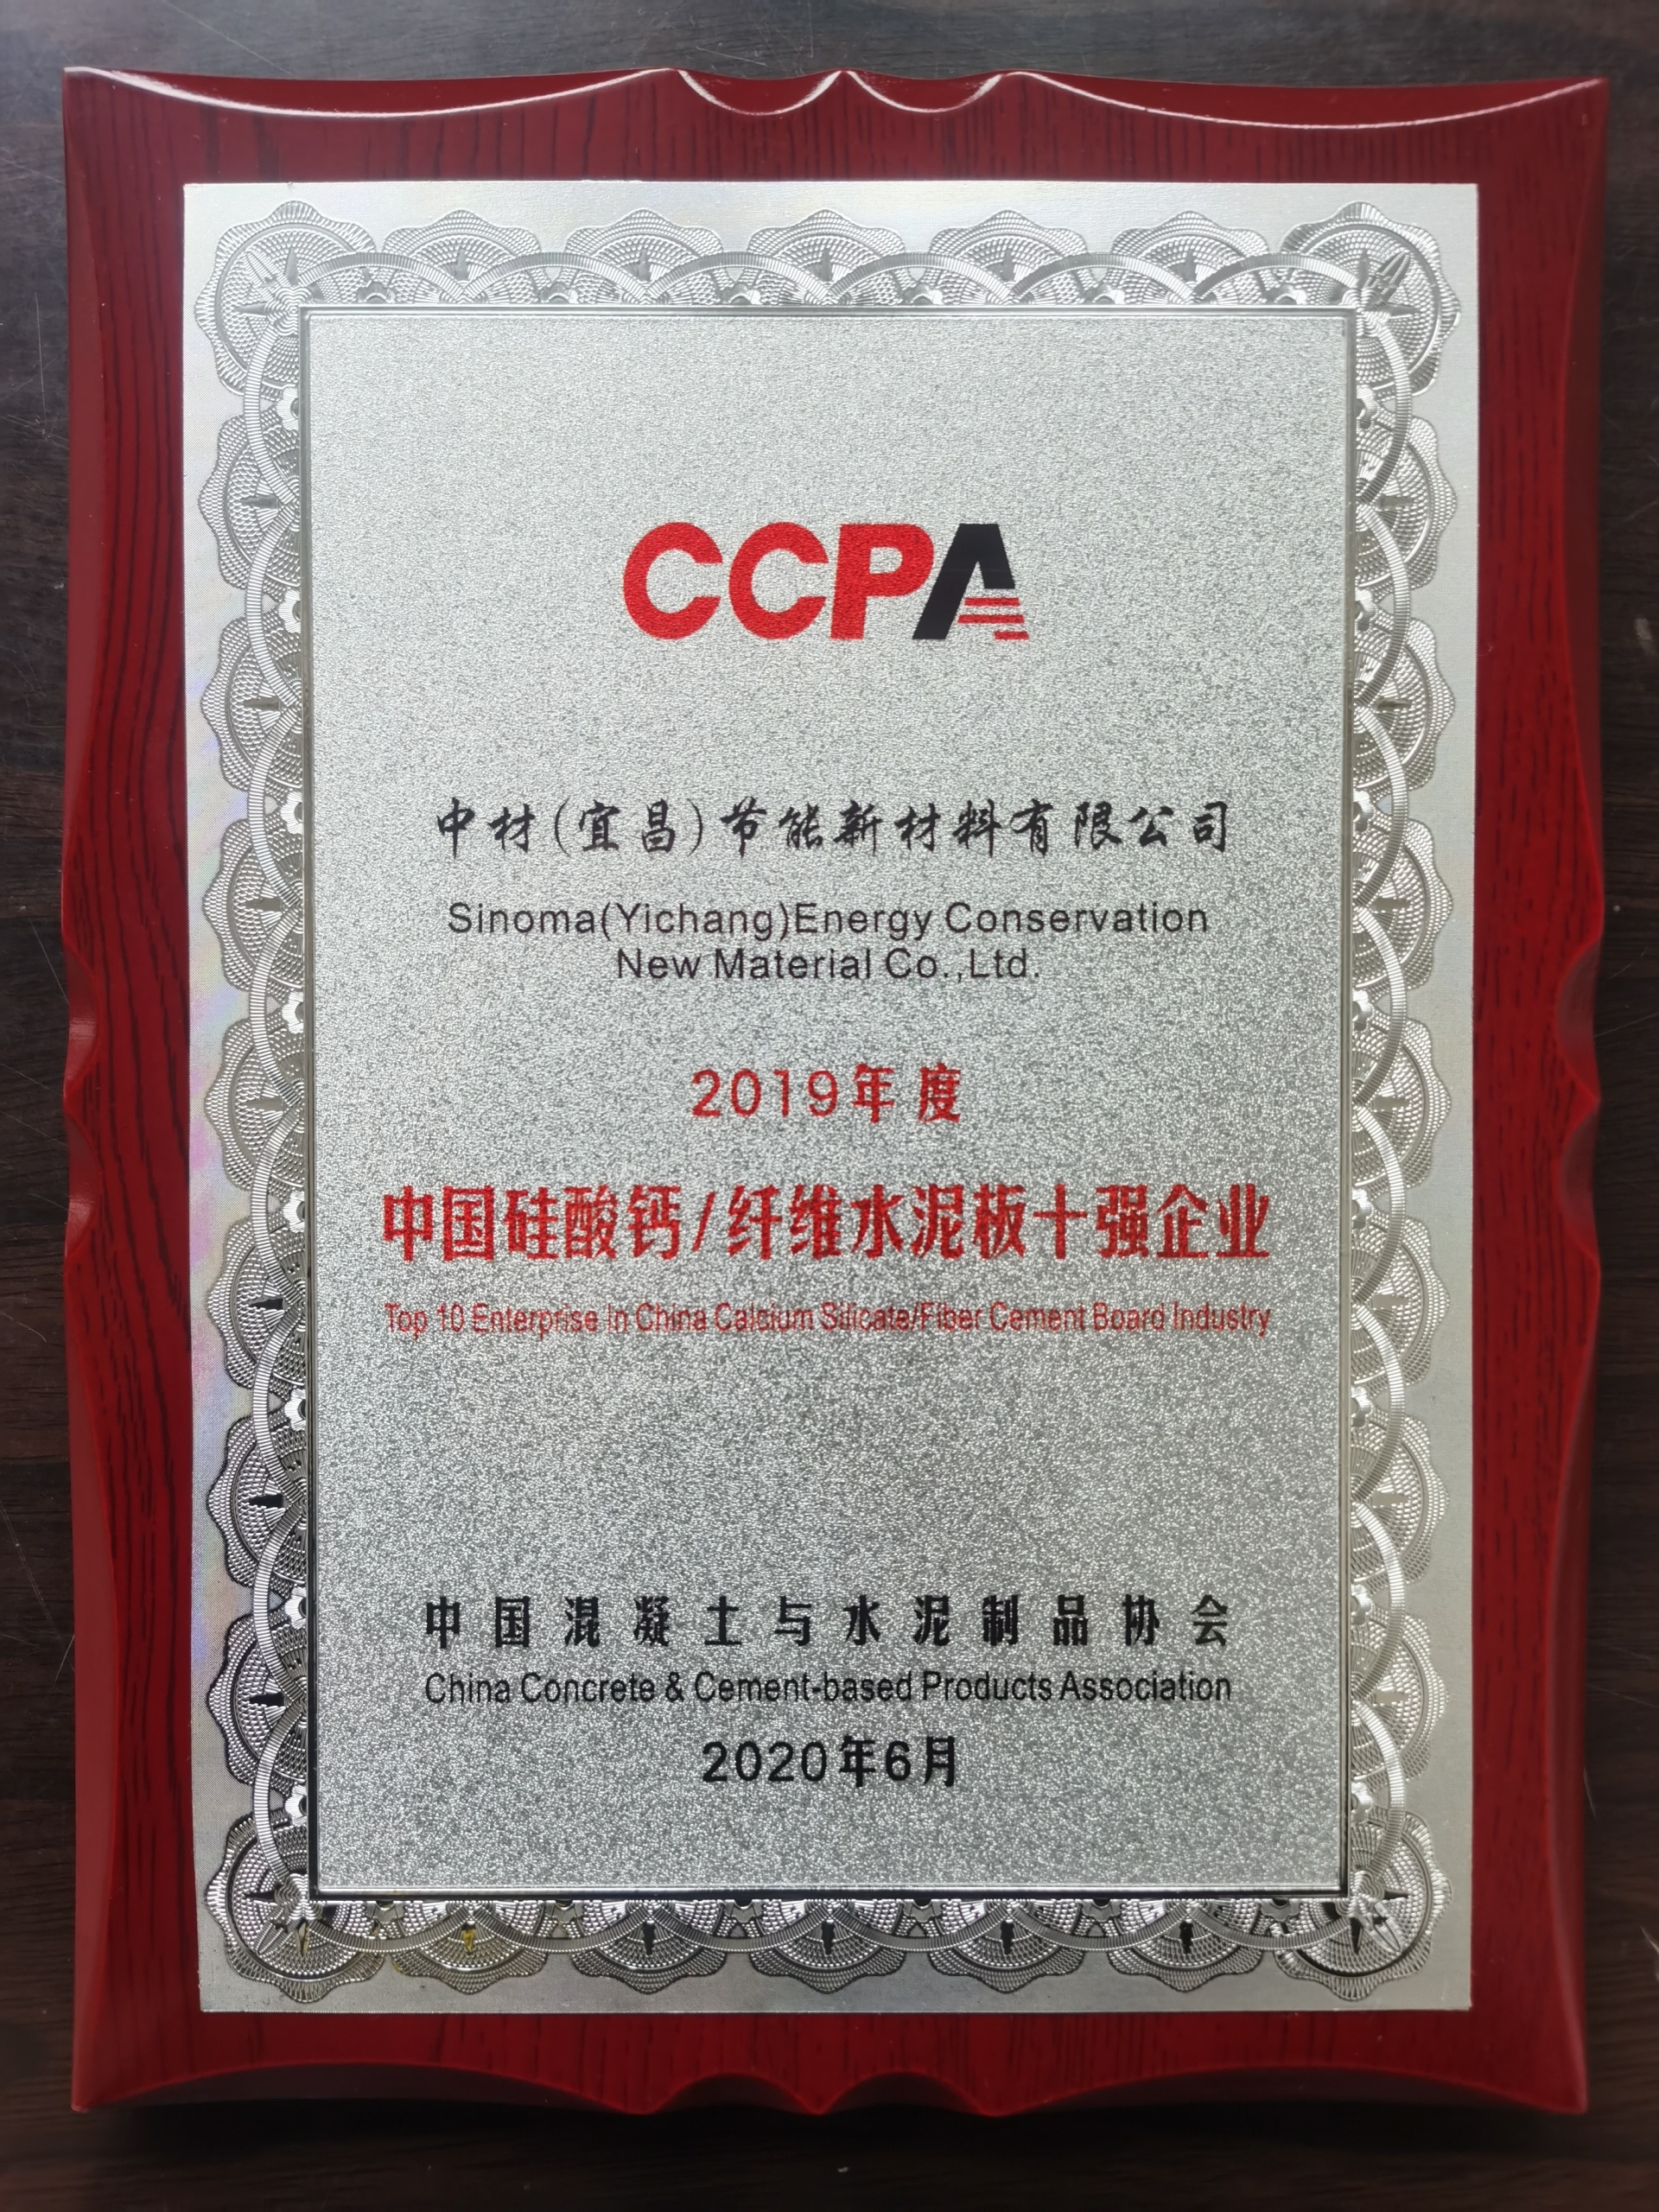 CCPA
中材(宜昌)节能新材料有限公司
Sinoma(Yichang)Energy Conservation
New Material Co.,Ltd.
2019年度
中国硅酸钙/纤维水泥板十强企业
Top 10 Enterprise In China Calcium Silicate/Fiber Cement Board Industry
中国混凝土与水泥制品协会
China Concrete & Cement-based Products Association
2020年6月